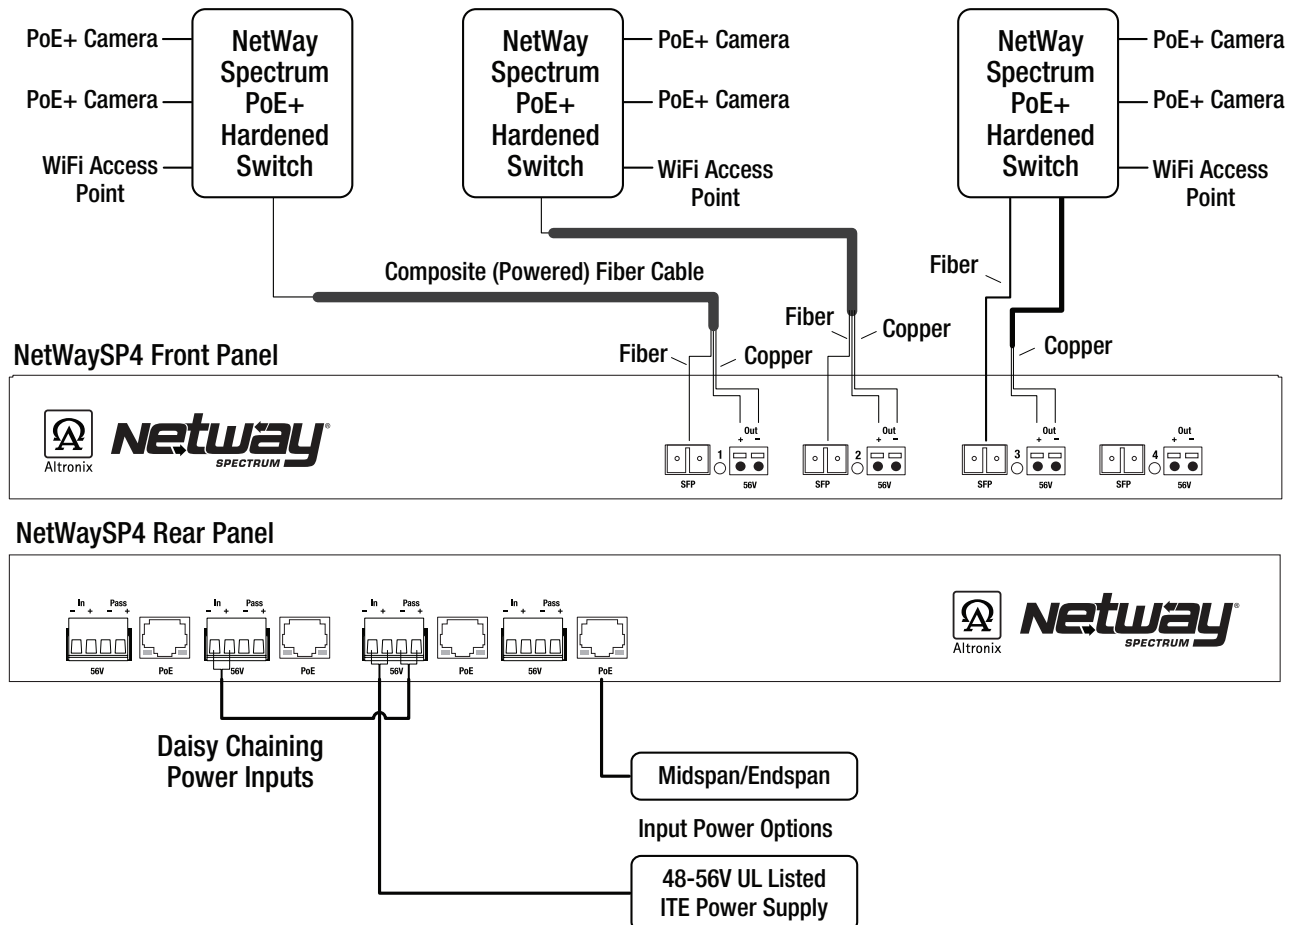 PoE+ Camera
PoE+ Camera
WiFi Access
Point
NetWay
Spectrum
PoE+
Hardened
Switch
NetWay
Spectrum
PoE+
Hardened
Switch
PoE+ Camera
PoE+ Camera
WiFi Access
Point
NetWay
Spectrum
PoE+
Hardened
Switch
PoE+ Camera
PoE+ Camera
WiFi Access
Point
Composite (Powered) Fiber Cable
Fiber
Copper
Fiber
Copper
Fiber
Copper
NetWaySP4 Front Panel
Altronix
Netway®
SPECTRUM
SFP
1
Out
+ −
56V
SFP
2
Out
+ −
56V
SFP
3
Out
+ −
56V
SFP
4
Out
+ −
56V
NetWaySP4 Rear Panel
In Pass
− + − +
56V
PoE
In Pass
− + − +
56V
PoE
In Pass
− + − +
56V
PoE
In Pass
− + − +
56V
PoE
Altronix
Netway®
SPECTRUM
Daisy Chaining
Power Inputs
Midspan/Endspan
Input Power Options
48-56V UL Listed
ITE Power Supply